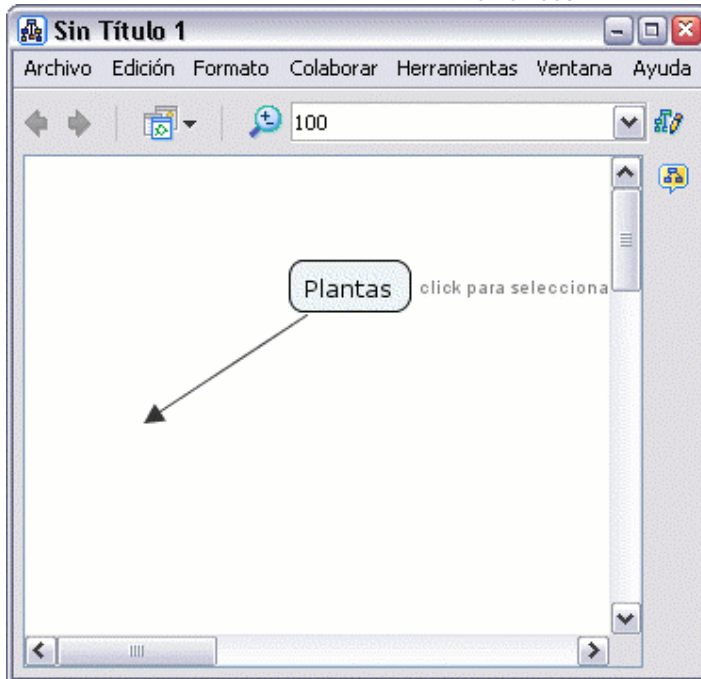 Sin Título 1
Archivo Edición Formato Colaborar Herramientas Ventana Ayuda
100
Plantas
click para selecciona